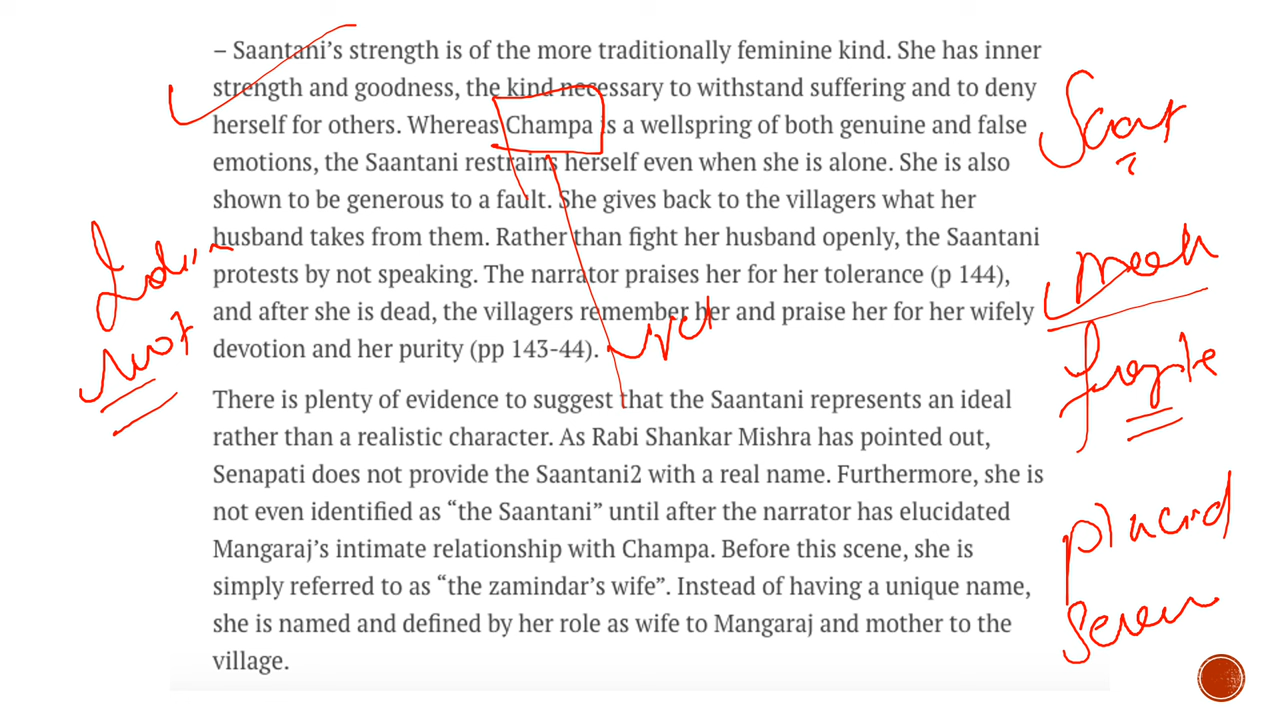 – Saantani’s strength is of the more traditionally feminine kind. She has inner
strength and goodness, the kind necessary to withstand suffering and to deny
herself for others. Whereas Champa is a wellspring of both genuine and false
emotions, the Saantani restrains herself even when she is alone. She is also
shown to be generous to a fault. She gives back to the villagers what her
husband takes from them. Rather than fight her husband openly, the Saantani
protests by not speaking. The narrator praises her for her tolerance (p 144),
and after she is dead, the villagers remember her and praise her for her wifely
devotion and her purity (pp 143-44).
There is plenty of evidence to suggest that the Saantani represents an ideal
rather than a realistic character. As Rabi Shankar Mishra has pointed out,
Senapati does not provide the Saantani2 with a real name. Furthermore, she is
not even identified as “the Saantani” until after the narrator has elucidated
Mangaraj’s intimate relationship with Champa. Before this scene, she is
simply referred to as “the zamindar’s wife”. Instead of having a unique name,
she is named and defined by her role as wife to Mangaraj and mother to the
village.
meek
fragile
placid